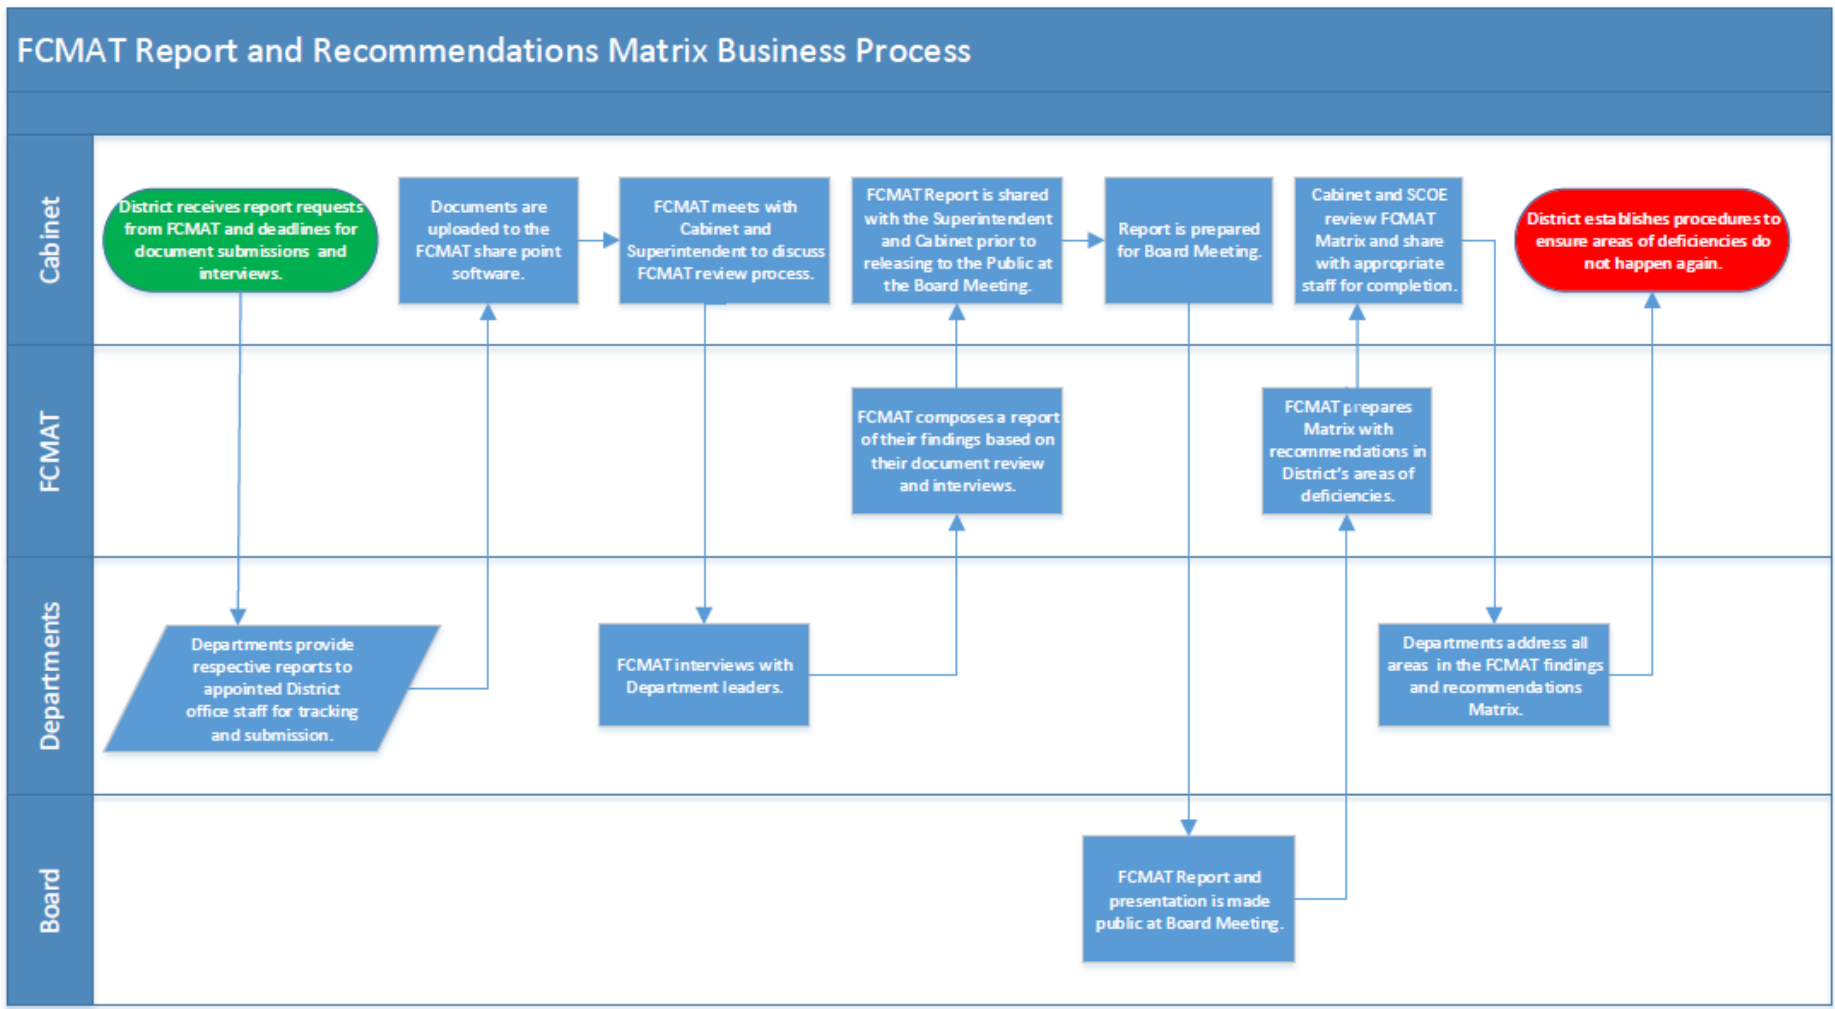 FCMAT Report and Recommendations Matrix Business Process
Cabinet
District receives report requests
from FCMAT and deadlines for
document submissions and
interviews.
Documents are
uploaded to the
FCMAT share point
software.
FCMAT meets with
Cabinet and
Superintendent to discuss
FCMAT review process.
FCMAT Report is shared
with the Superintendent
and Cabinet prior to
releasing to the Public at
the Board Meeting.
Report is prepared
for Board Meeting.
Cabinet and SCOE
review FCMAT
Matrix and share
with appropriate
staff for completion.
District establishes procedures to
ensure areas of deficiencies do
not happen again.
FCMAT
FCMAT composes a report
of their findings based on
their document review
and interviews.
FCMAT prepares
Matrix with
recommendations in
District's areas of
deficiencies.
Departments
Departments provide
respective reports to
appointed District
office staff for tracking
and submission.
FCMAT interviews with
Department leaders.
Departments address all
areas in the FCMAT findings
and recommendations
Matrix.
Board
FCMAT Report and
presentation is made
public at Board Meeting.